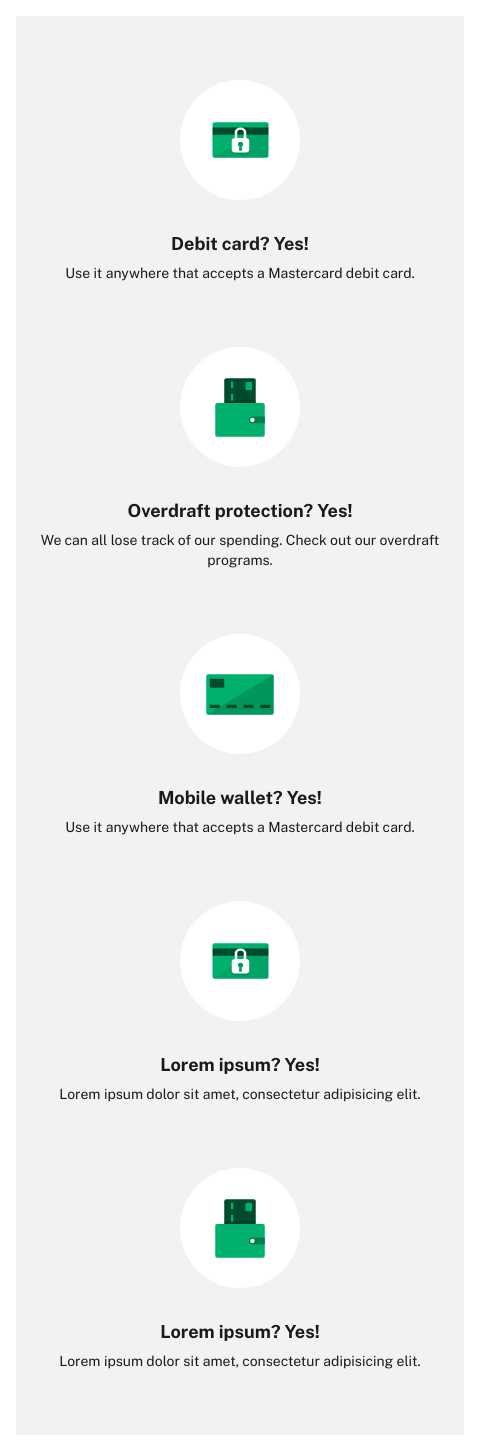 Debit card? Yes!
Use it anywhere that accepts a Mastercard debit card.
Overdraft protection? Yes!
We can all lose track of our spending. Check out our overdraft
programs.
Mobile wallet? Yes!
Use it anywhere that accepts a Mastercard debit card.
Lorem ipsum? Yes!
Lorem ipsum dolor sit amet, consectetur adipisicing elit.
Lorem ipsum? Yes!
Lorem ipsum dolor sit amet, consectetur adipisicing elit.